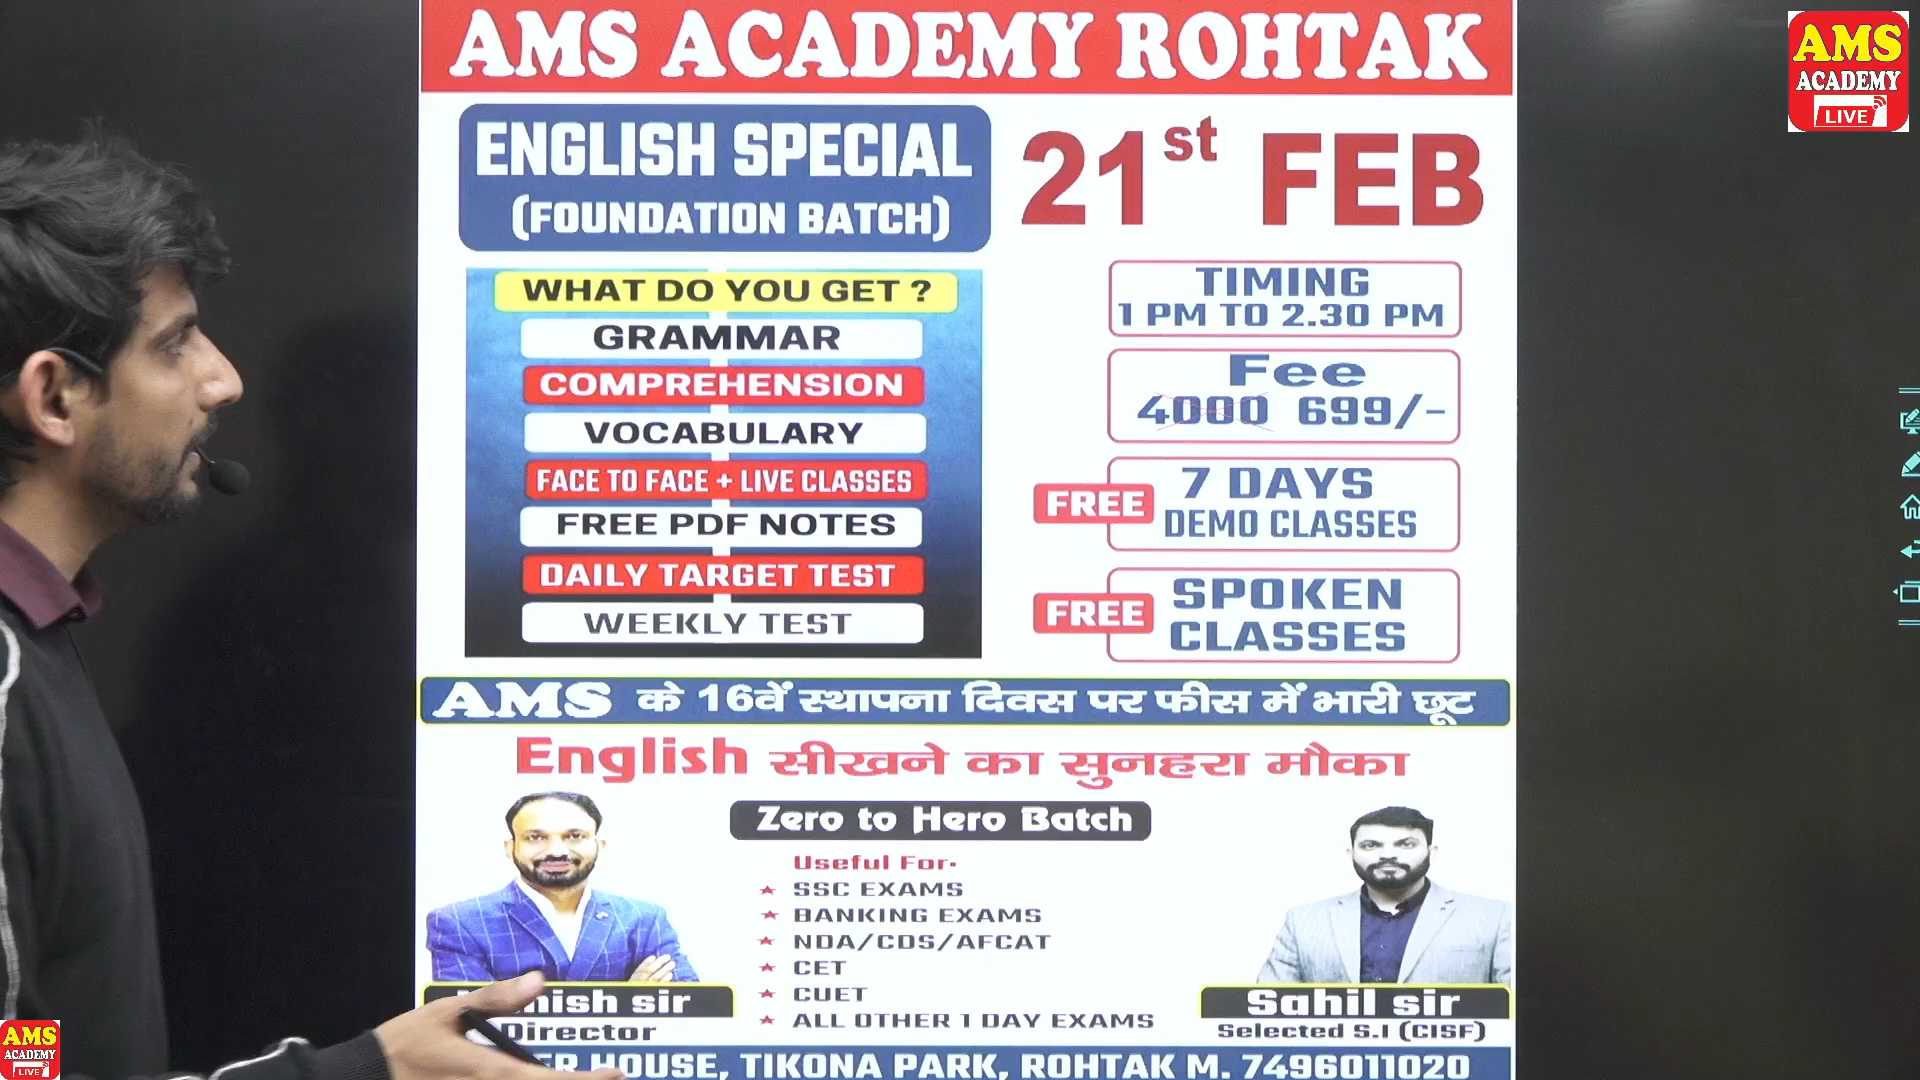 AMS ACADEMY ROHTAK
AMS
ACADEMY
LIVE
ENGLISH SPECIAL
(FOUNDATION BATCH)
21st FEB
WHAT DO YOU GET ?
GRAMMAR
COMPREHENSION
VOCABULARY
FACE TO FACE + LIVE CLASSES
FREE PDF NOTES
DAILY TARGET TEST
WEEKLY TEST
TIMING
1 PM TO 2.30 PM
Fee
4000 699/-
FREE
7 DAYS
DEMO CLASSES
FREE
SPOKEN
CLASSES
AMS के 16वें स्थापना दिवस पर फीस में भारी छूट
English सीखने का सुनहरा मौका
Zero to Hero Batch
Useful For-
SSC EXAMS
BANKING EXAMS
NDA/CDS/AFCAT
CET
CUET
ALL OTHER 1 DAY EXAMS
sir
Director
Sahil sir
Selected S.I (CISF)
HOUSE, TIKONA PARK, ROHTAK M. 7496011020
AMS
ACADEMY
LIVE